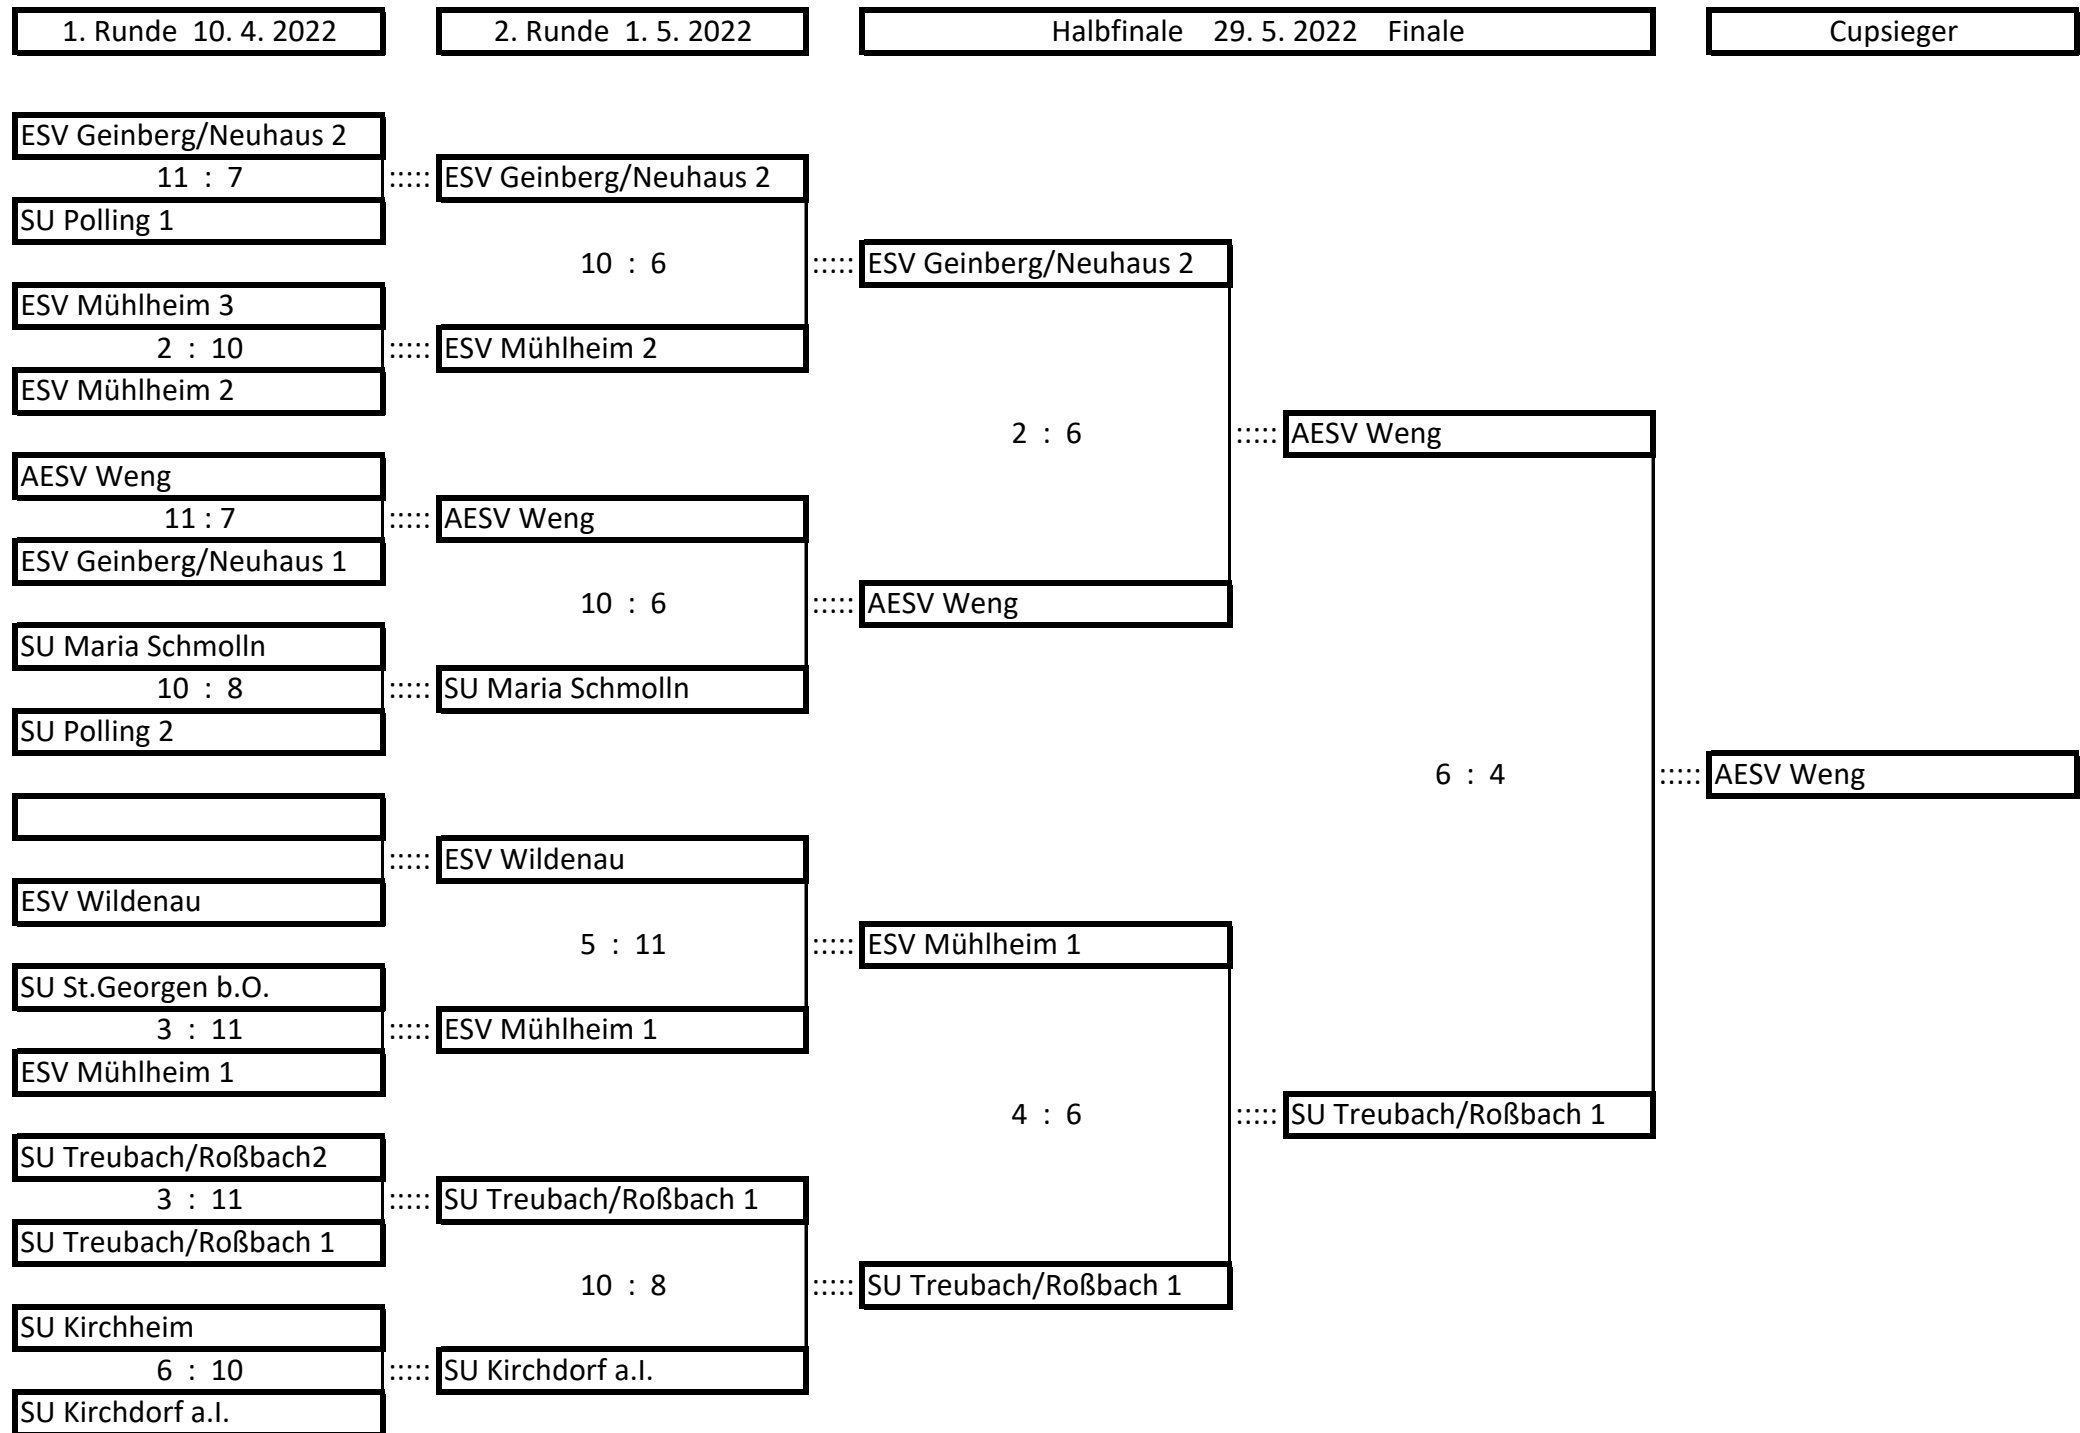 1. Runde 10. 4. 2022
2. Runde 1. 5. 2022
Halbfinale 29. 5. 2022 Finale
Cupsieger
ESV Geinberg/Neuhaus 2
11 : 7
::::: ESV Geinberg/Neuhaus 2
SU Polling 1
10 : 6
::::: ESV Geinberg/Neuhaus 2
ESV Mühlheim 3
2 : 10
::::: ESV Mühlheim 2
ESV Mühlheim 2
2 : 6
::::: AESV Weng
AESV Weng
11 : 7
::::: AESV Weng
ESV Geinberg/Neuhaus 1
10 : 6
::::: AESV Weng
SU Maria Schmolln
10 : 8
::::: SU Maria Schmolln
SU Polling 2
6 : 4
::::: AESV Weng
::::: ESV Wildenau
ESV Wildenau
5 : 11
::::: ESV Mühlheim 1
SU St.Georgen b.O.
3 : 11
::::: ESV Mühlheim 1
ESV Mühlheim 1
4 : 6
::::: SU Treubach/Roßbach 1
SU Treubach/Roßbach2
3 : 11
::::: SU Treubach/Roßbach 1
SU Treubach/Roßbach 1
10 : 8
::::: SU Treubach/Roßbach 1
SU Kirchheim
6 : 10
::::: SU Kirchdorf a.I.
SU Kirchdorf a.I.